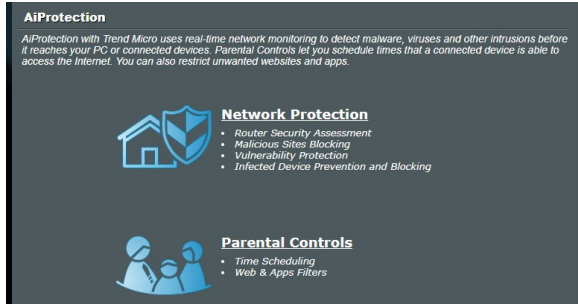 AiProtection
AiProtection with Trend Micro uses real-time network monitoring to detect malware, viruses and other intrusions before
it reaches your PC or connected devices. Parental Controls let you schedule times that a connected device is able to
access the Internet. You can also restrict unwanted websites and apps.
Network Protection
• Router Security Assessment
• Malicious Sites Blocking
• Vulnerability Protection
• Infected Device Prevention and Blocking
Parental Controls
• Time Scheduling
• Web & Apps Filters